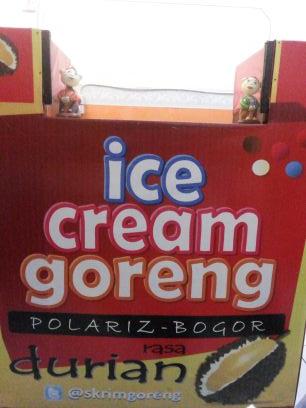 ice
cream
goreng
POLARIZ-BOGOR
rasa
durian
@skrimgoreng